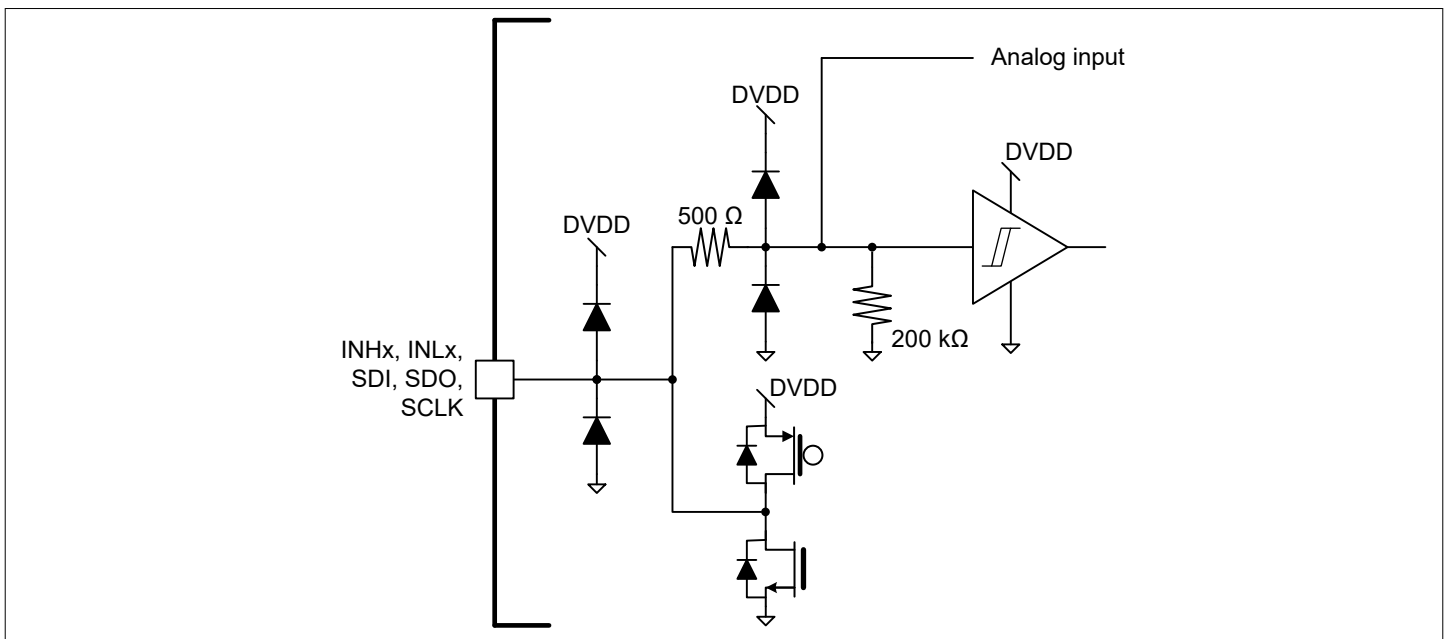 Analog input
DVDD
DVDD
500 Ω
DVDD
200 kΩ
INHx, INLx,
SDI, SDO,
SCLK
DVDD